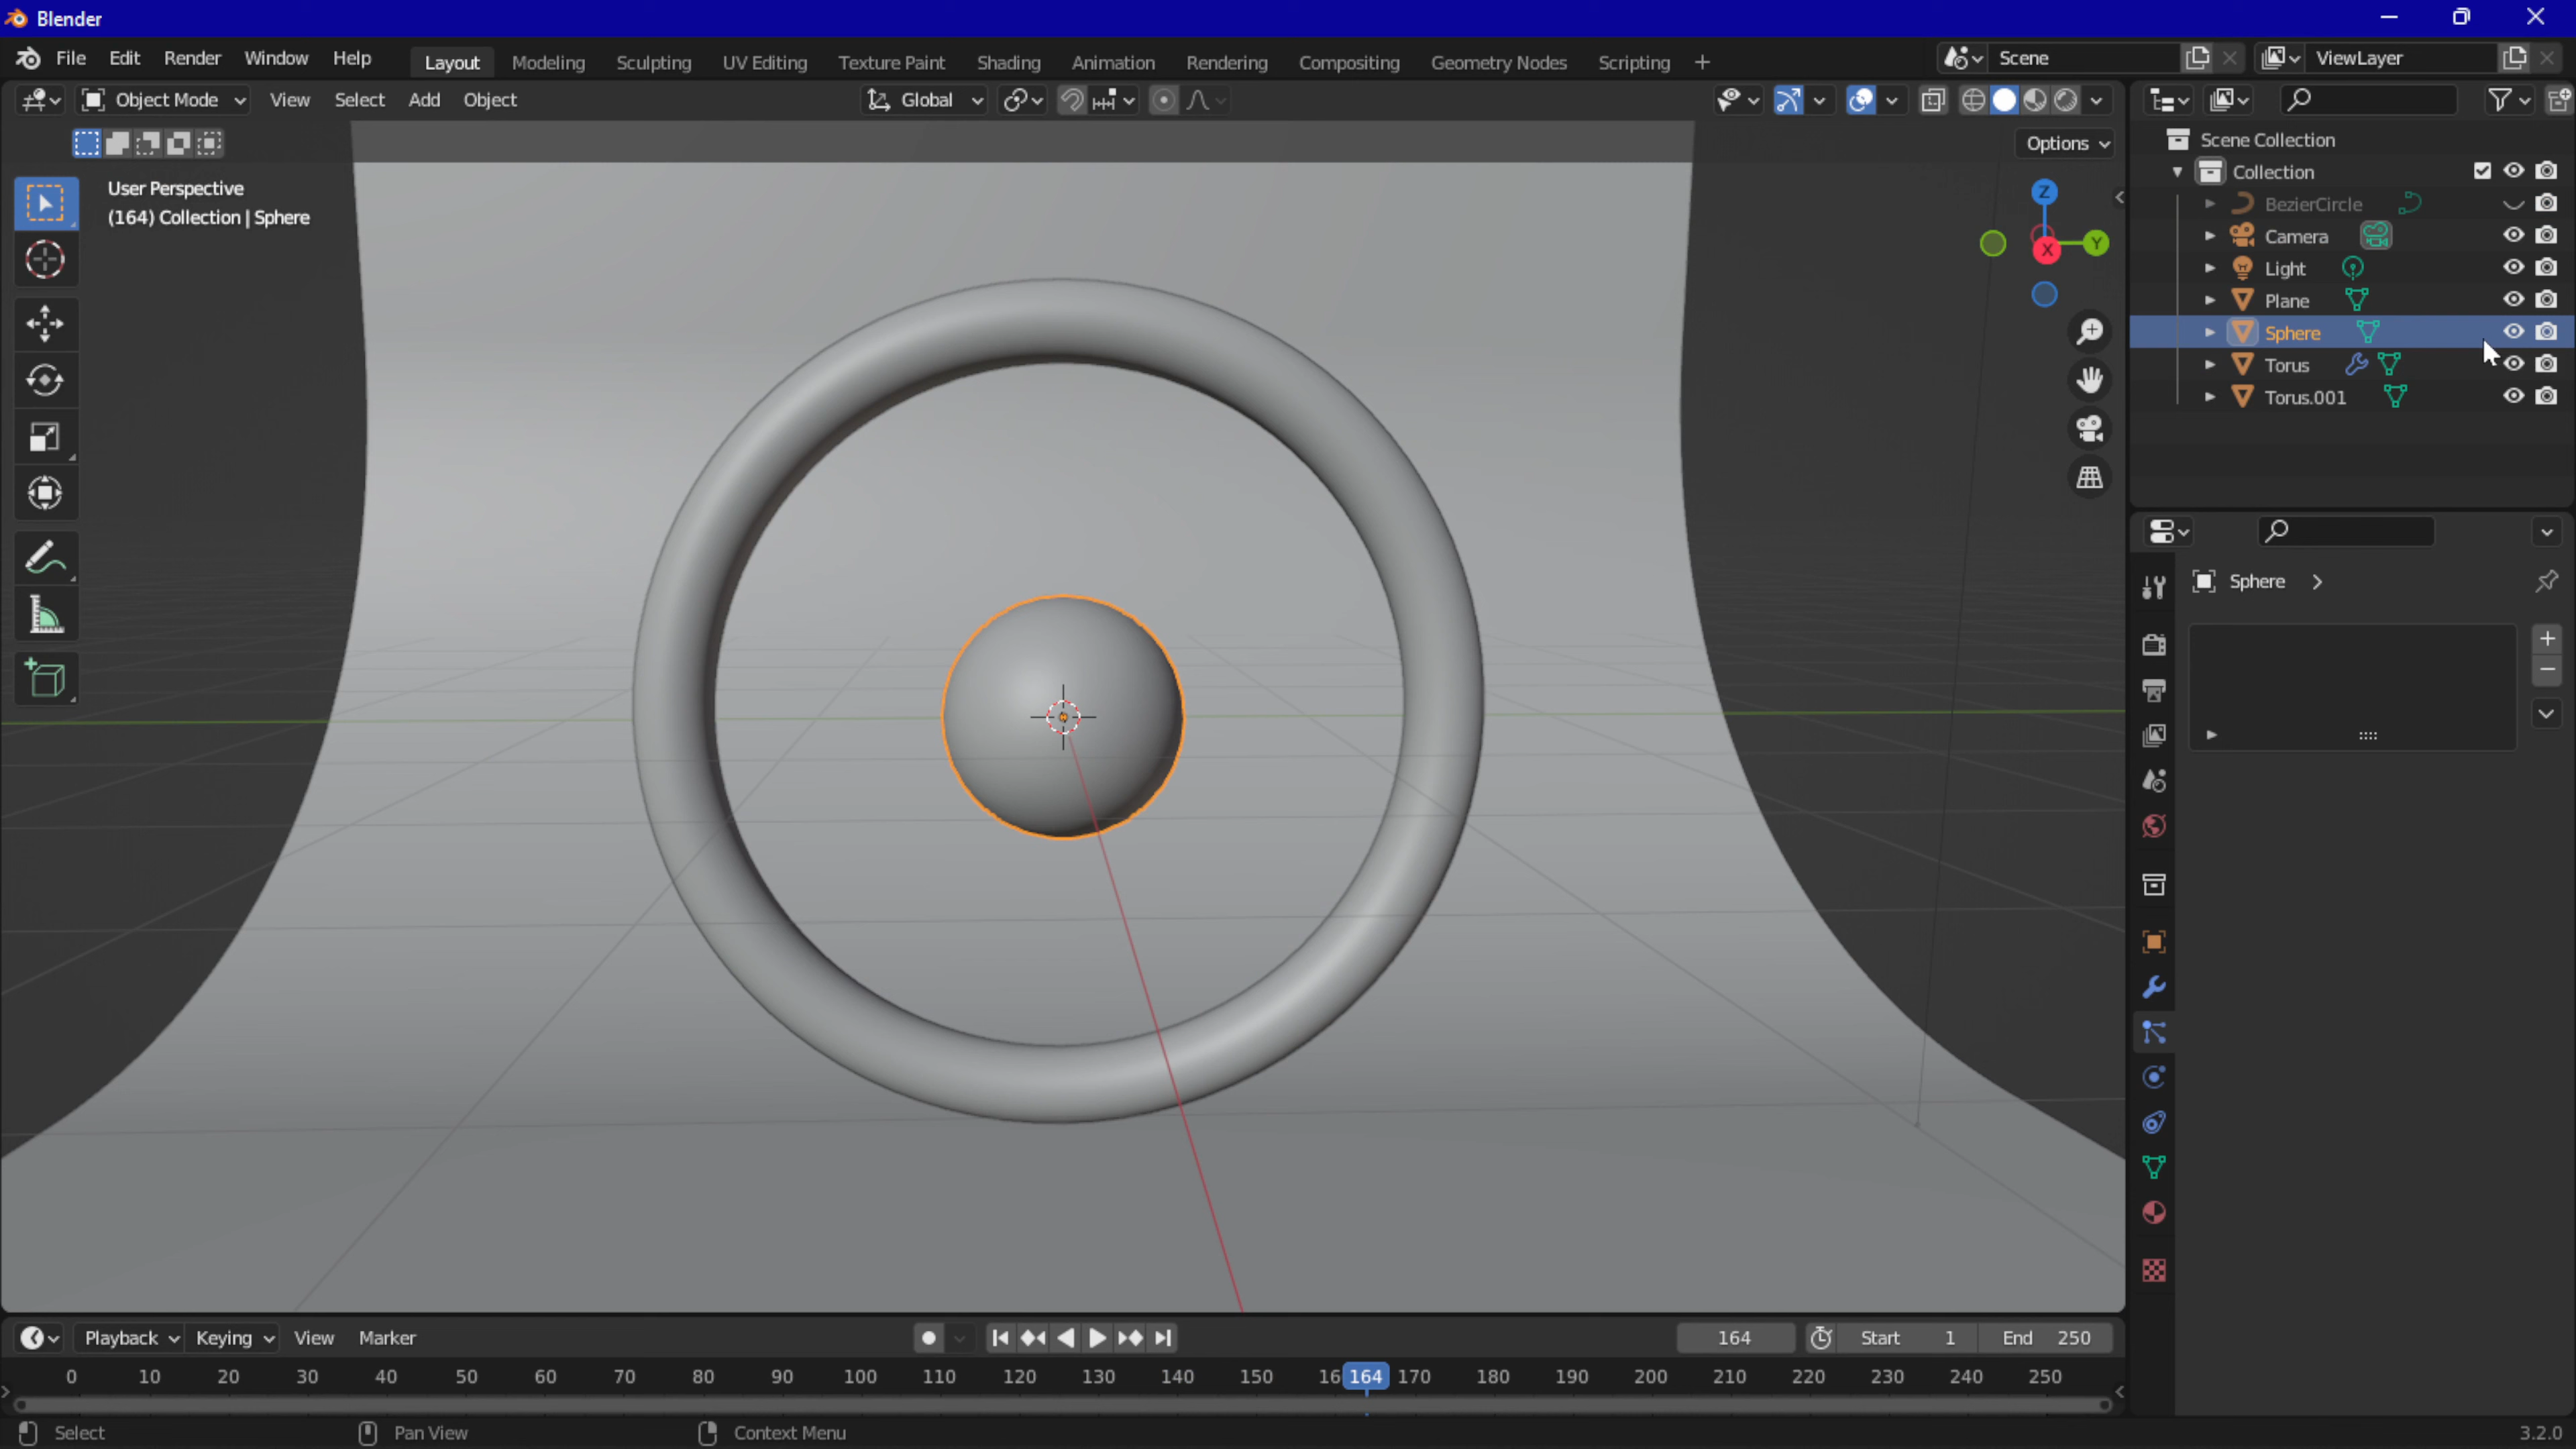 Blender
File Edit Render Window Help Layout Modeling Sculpting UV Editing Texture Paint Shading Animation Rendering Compositing Geometry Nodes Scripting + Scene ViewLayer
Object Mode View Select Add Object Global
Options
User Perspective
(164) Collection | Sphere
Z
Y
X
Scene Collection
Collection
BezierCircle
Camera
Light
Plane
Sphere
Torus
Torus.001
Sphere
Playback Keying View Marker 164 Start 1 End 250
0 10 20 30 40 50 60 70 80 90 100 110 120 130 140 150 16 164 170 180 190 200 210 220 230 240 250
Select Pan View Context Menu 3.2.0